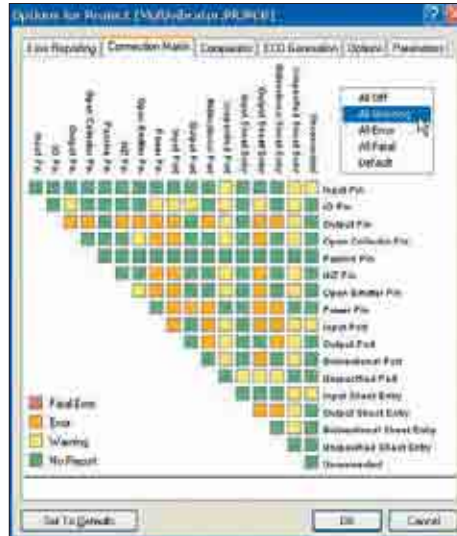 Options for Project [Multivibrator.PRJPCB]
Error Reporting
Connection Matrix
Comparator
ECO Generation
Options
Parameters
Input Pin
IO Pin
Output Pin
Open Collector Pin
Passive Pin
HiZ Pin
Open Emitter Pin
Power Pin
Input Port
Output Port
Bidirectional Port
Unspecified Port
Input Sheet Entry
Output Sheet Entry
Bidirectional Sheet Entry
Unspecified Sheet Entry
Unconnected
All Off
All Warning
All Error
All Fatal
Default
Input Pin
IO Pin
Output Pin
Open Collector Pin
Passive Pin
HiZ Pin
Open Emitter Pin
Power Pin
Input Port
Output Port
Bidirectional Port
Unspecified Port
Input Sheet Entry
Output Sheet Entry
Bidirectional Sheet Entry
Unspecified Sheet Entry
Unconnected
Fatal Error
Error
Warning
No Report
Set To Defaults
OK
Cancel